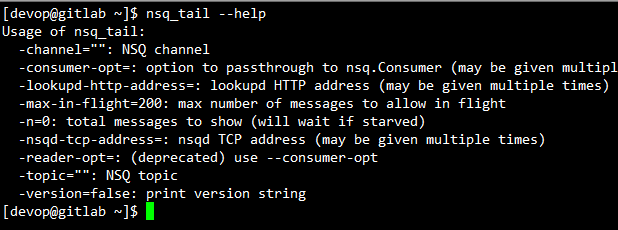 [devop@gitlab ~]$ nsq_tail --help
Usage of nsq_tail:
-channel="": NSQ channel
-consumer-opt=: option to passthrough to nsq.Consumer (may be given multipl
-lookupd-http-address=: lookupd HTTP address (may be given multiple times)
-max-in-flight=200: max number of messages to allow in flight
-n=0: total messages to show (will wait if starved)
-nsqd-tcp-address=: nsqd TCP address (may be given multiple times)
-reader-opt=: (deprecated) use --consumer-opt
-topic="": NSQ topic
-version=false: print version string
[devop@gitlab ~]$